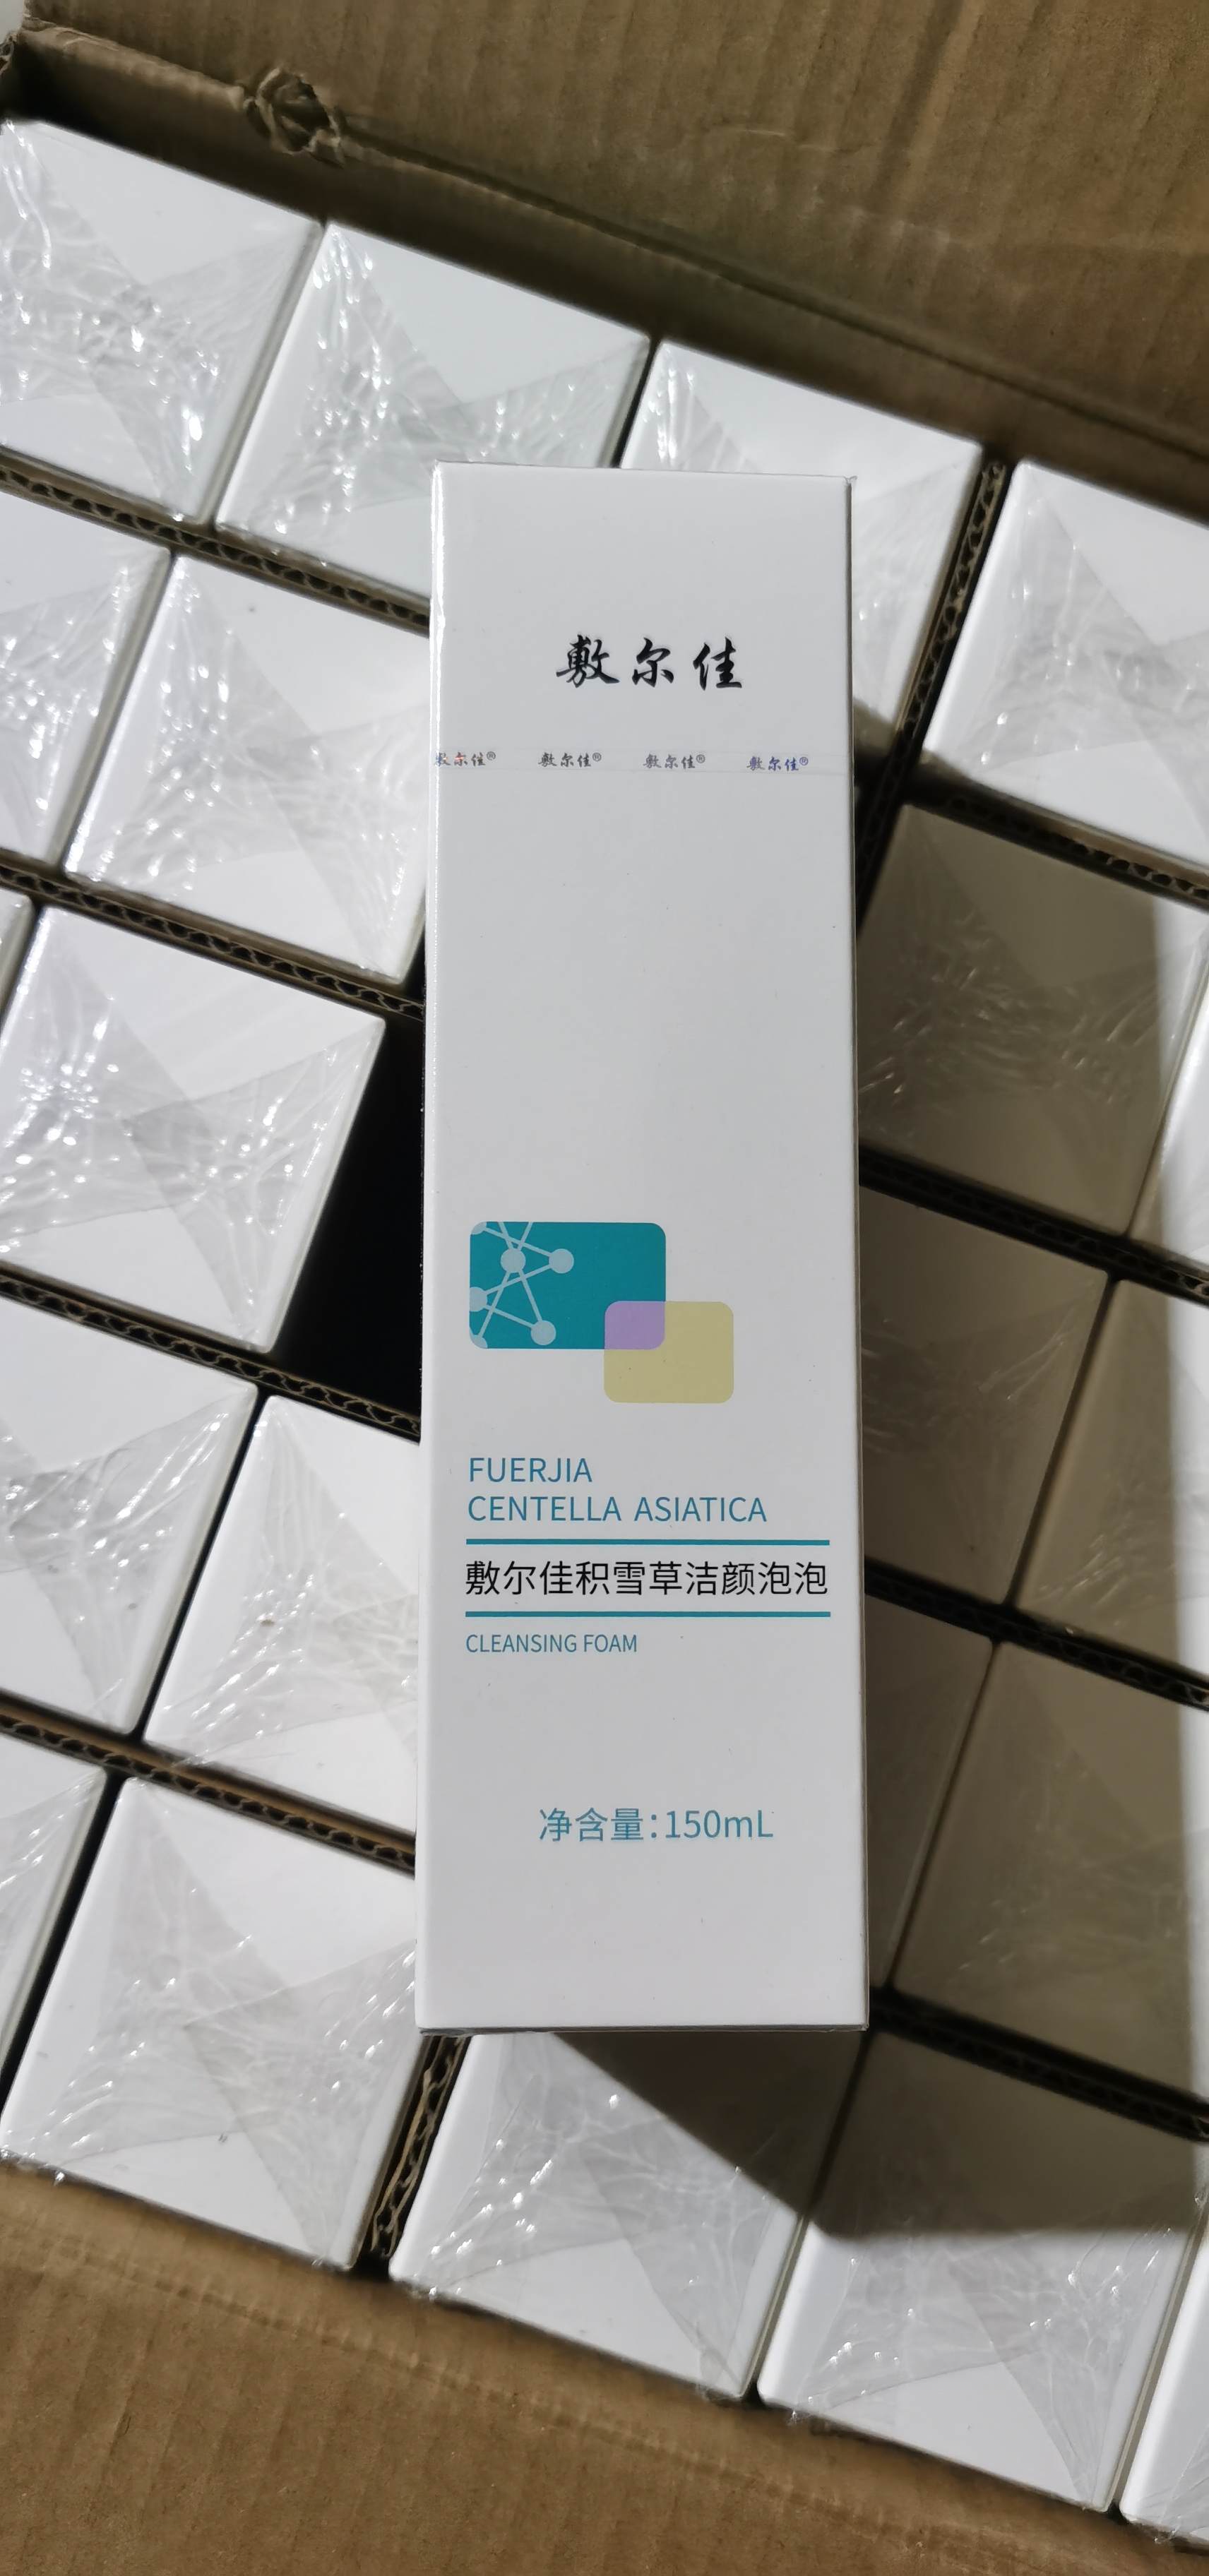 敷尔佳
敷尔佳® 敷尔佳® 敷尔佳® 敷尔佳®
FUERJIA
CENTELLA ASIATICA
敷尔佳积雪草洁颜泡泡
CLEANSING FOAM
净含量:150mL